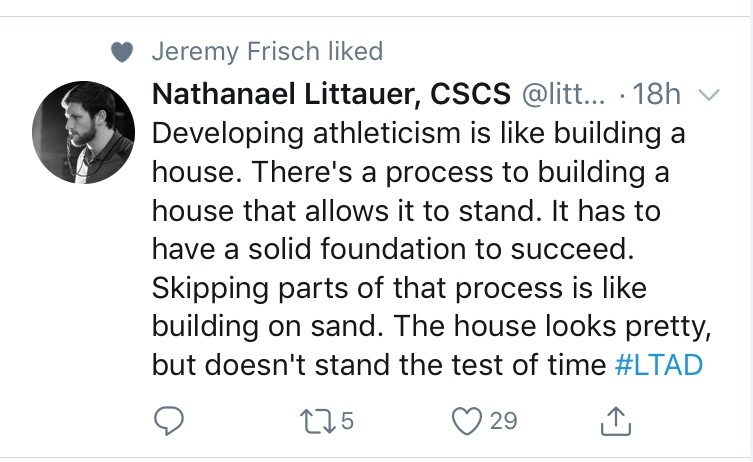 Jeremy Frisch liked
Nathanael Littauer, CSCS @litt... · 18h
Developing athleticism is like building a
house. There's a process to building a
house that allows it to stand. It has to
have a solid foundation to succeed.
Skipping parts of that process is like
building on sand. The house looks pretty,
but doesn't stand the test of time #LTAD
5 29